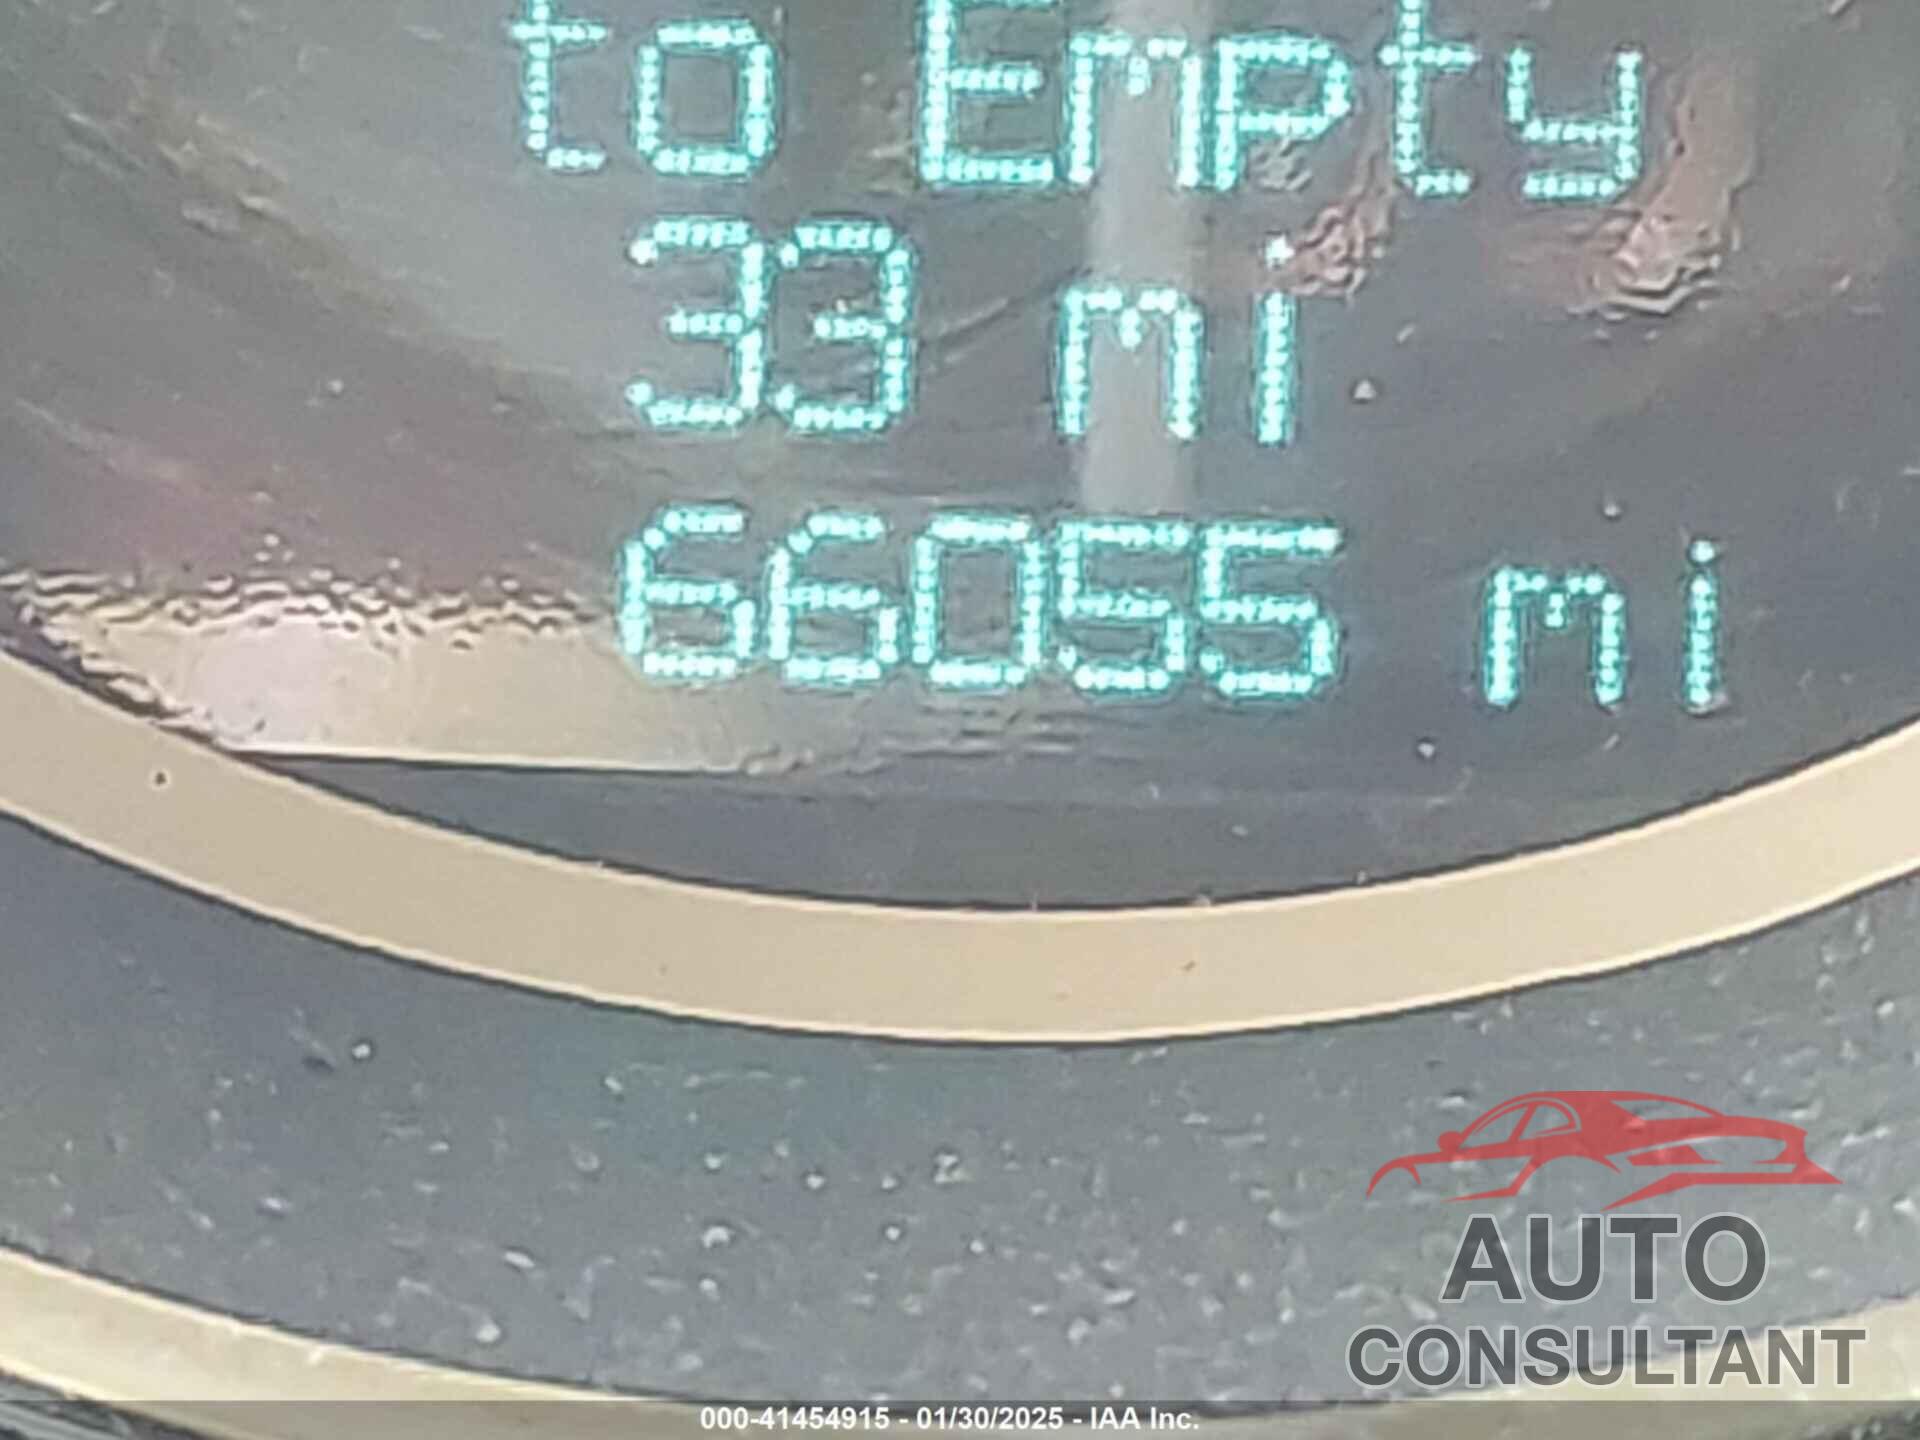 to Empty
33 mi
66055 mi
AUTO
CONSULTANT
000-41454915 - 01/30/2025 - IAA Inc.